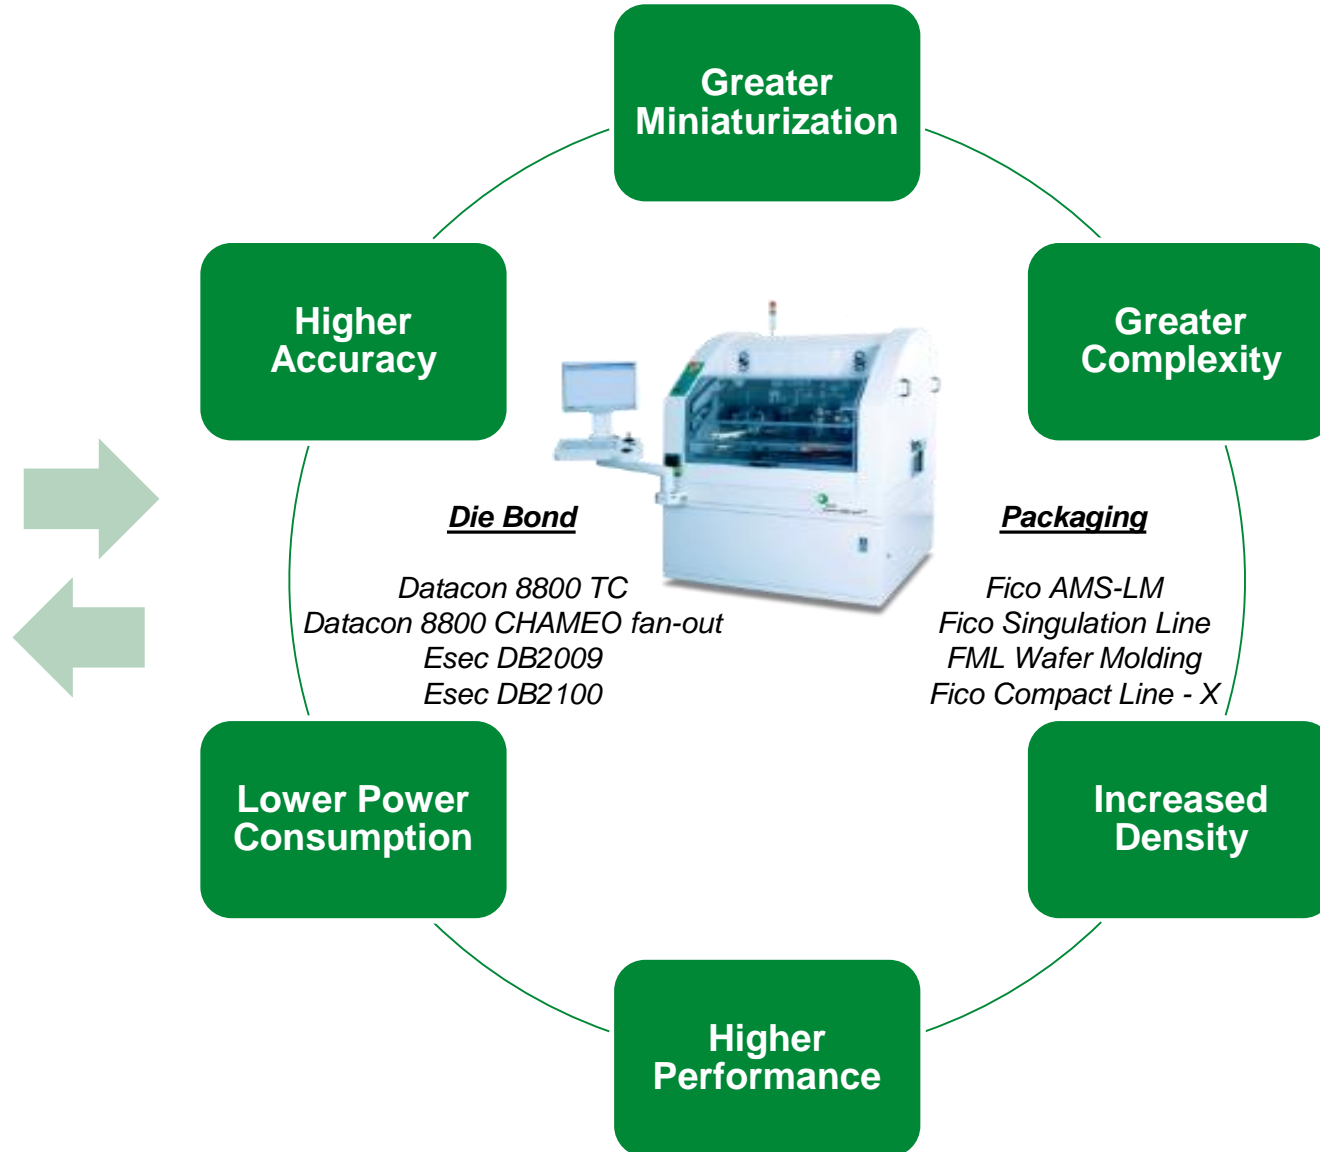 Greater
Miniaturization
Higher
Accuracy
Greater
Complexity
Die Bond
Datacon 8800 TC
Datacon 8800 CHAMEO fan-out
Esec DB2009
Esec DB2100
Packaging
Fico AMS-LM
Fico Singulation Line
FML Wafer Molding
Fico Compact Line - X
Lower Power
Consumption
Increased
Density
Higher
Performance